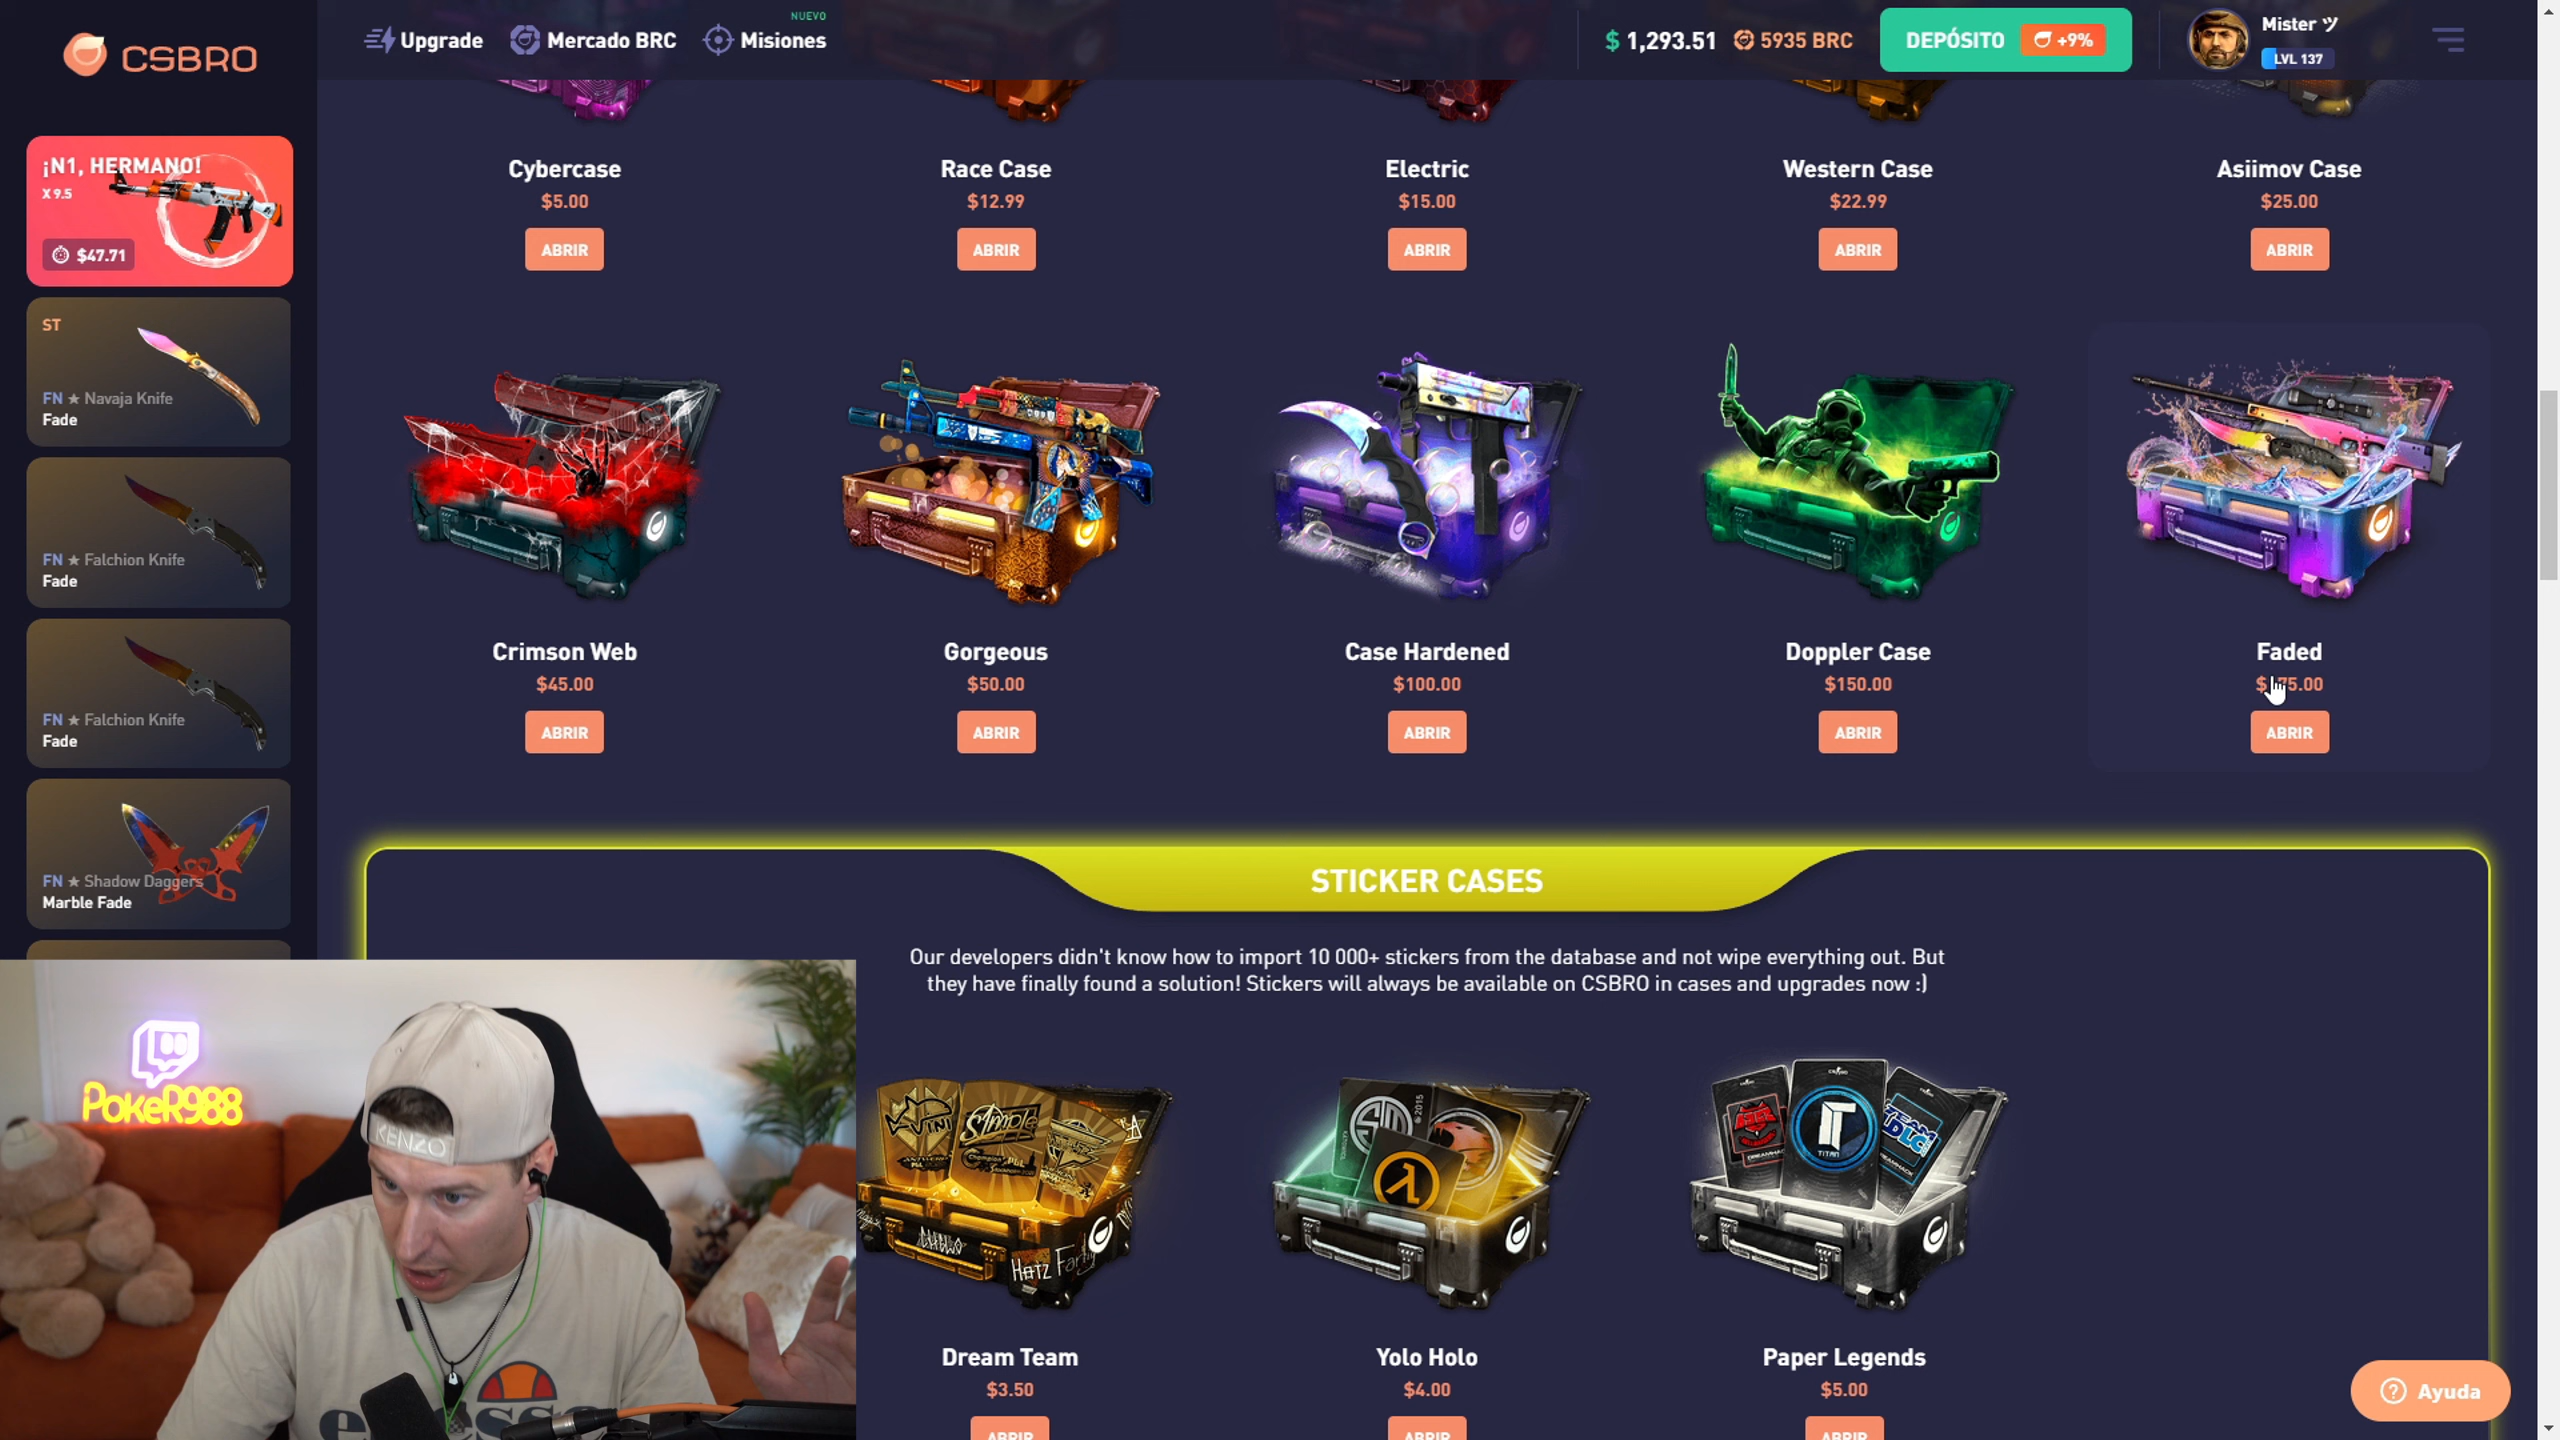 CSBRO
Upgrade
Mercado BRC
NUEVO
Misiones
$ 1,293.51
5935 BRC
DEPÓSITO
+9%
Mister ツ
LVL 137
¡N1, HERMANO!
X 9.5
$47.71
ST
FN ★ Navaja Knife
Fade
FN ★ Falchion Knife
Fade
FN ★ Falchion Knife
Fade
FN ★ Shadow Daggers
Marble Fade
Cybercase
$5.00
ABRIR
Race Case
$12.99
ABRIR
Electric
$15.00
ABRIR
Western Case
$22.99
ABRIR
Asiimov Case
$25.00
ABRIR
Crimson Web
$45.00
ABRIR
Gorgeous
$50.00
ABRIR
Case Hardened
$100.00
ABRIR
Doppler Case
$150.00
ABRIR
Faded
ABRIR
STICKER CASES
Our developers didn't know how to import 10 000+ stickers from the database and not wipe everything out. But
they have finally found a solution! Stickers will always be available on CSBRO in cases and upgrades now :)
PokeR988
KENZO
TITAN
Dream Team
$3.50
ABRIR
Yolo Holo
$4.00
ABRIR
Paper Legends
$5.00
ABRIR
Ayuda